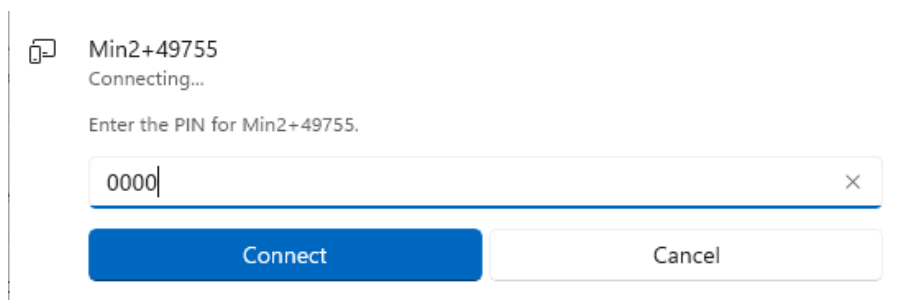 Min2+49755
Connecting...
Enter the PIN for Min2+49755.
0000
Connect
Cancel